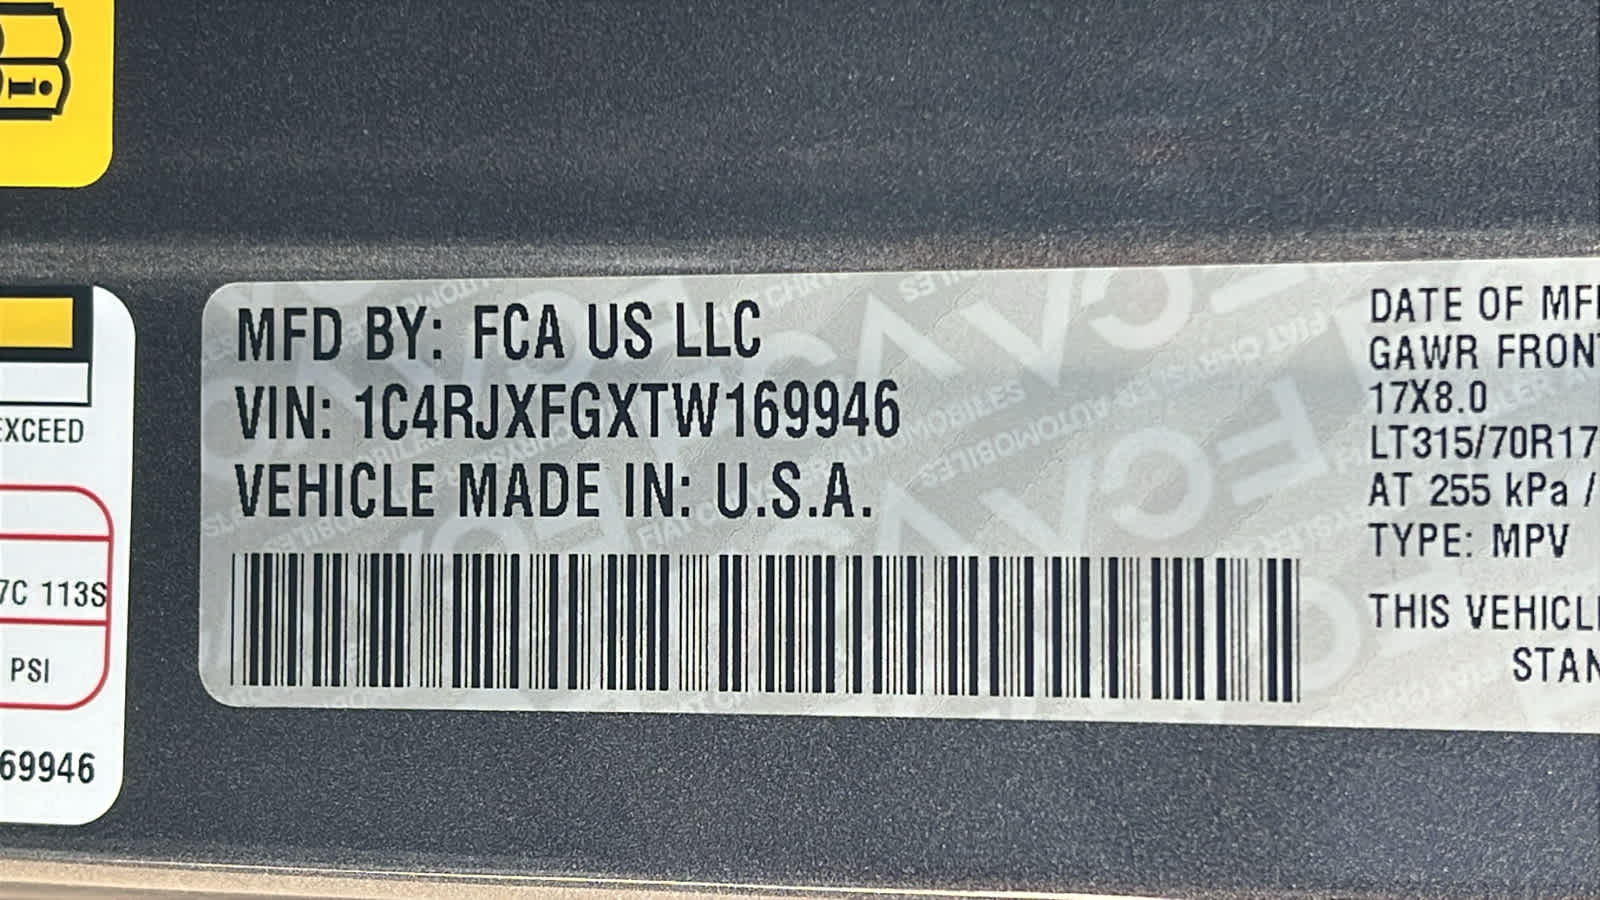 i
EXCEED
7C 113S
PSI
69946
MFD BY: FCA US LLC
VIN: 1C4RJXFGXTW169946
VEHICLE MADE IN: U.S.A.
DATE OF MF
GAWR FRONT
17X8.0
LT315/70R17
AT 255 kPa /
TYPE: MPV
THIS VEHICL
STAN